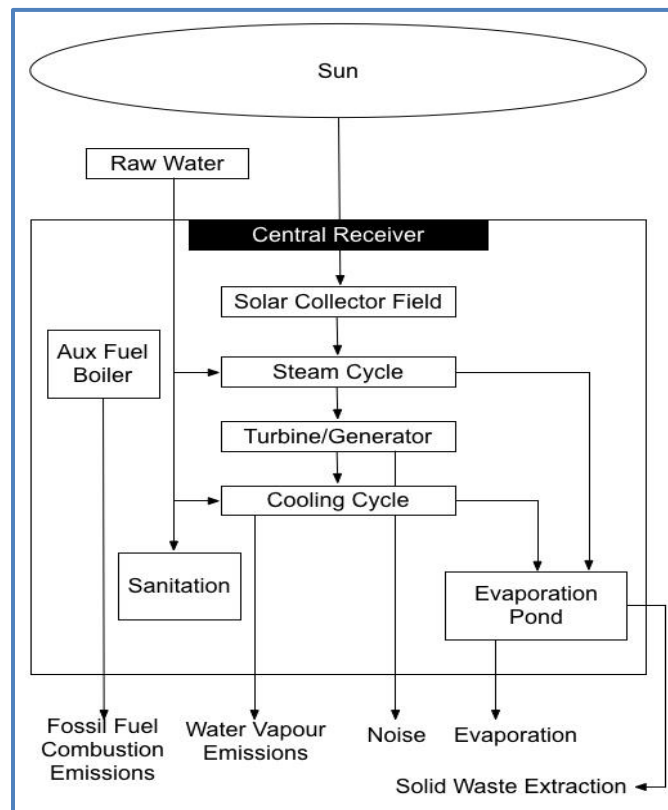 Sun
Raw Water
Central Receiver
Solar Collector Field
Aux Fuel
Boiler
Steam Cycle
Turbine/Generator
Cooling Cycle
Sanitation
Evaporation
Pond
Fossil Fuel
Combustion
Emissions
Water Vapour
Emissions
Noise
Evaporation
Solid Waste Extraction